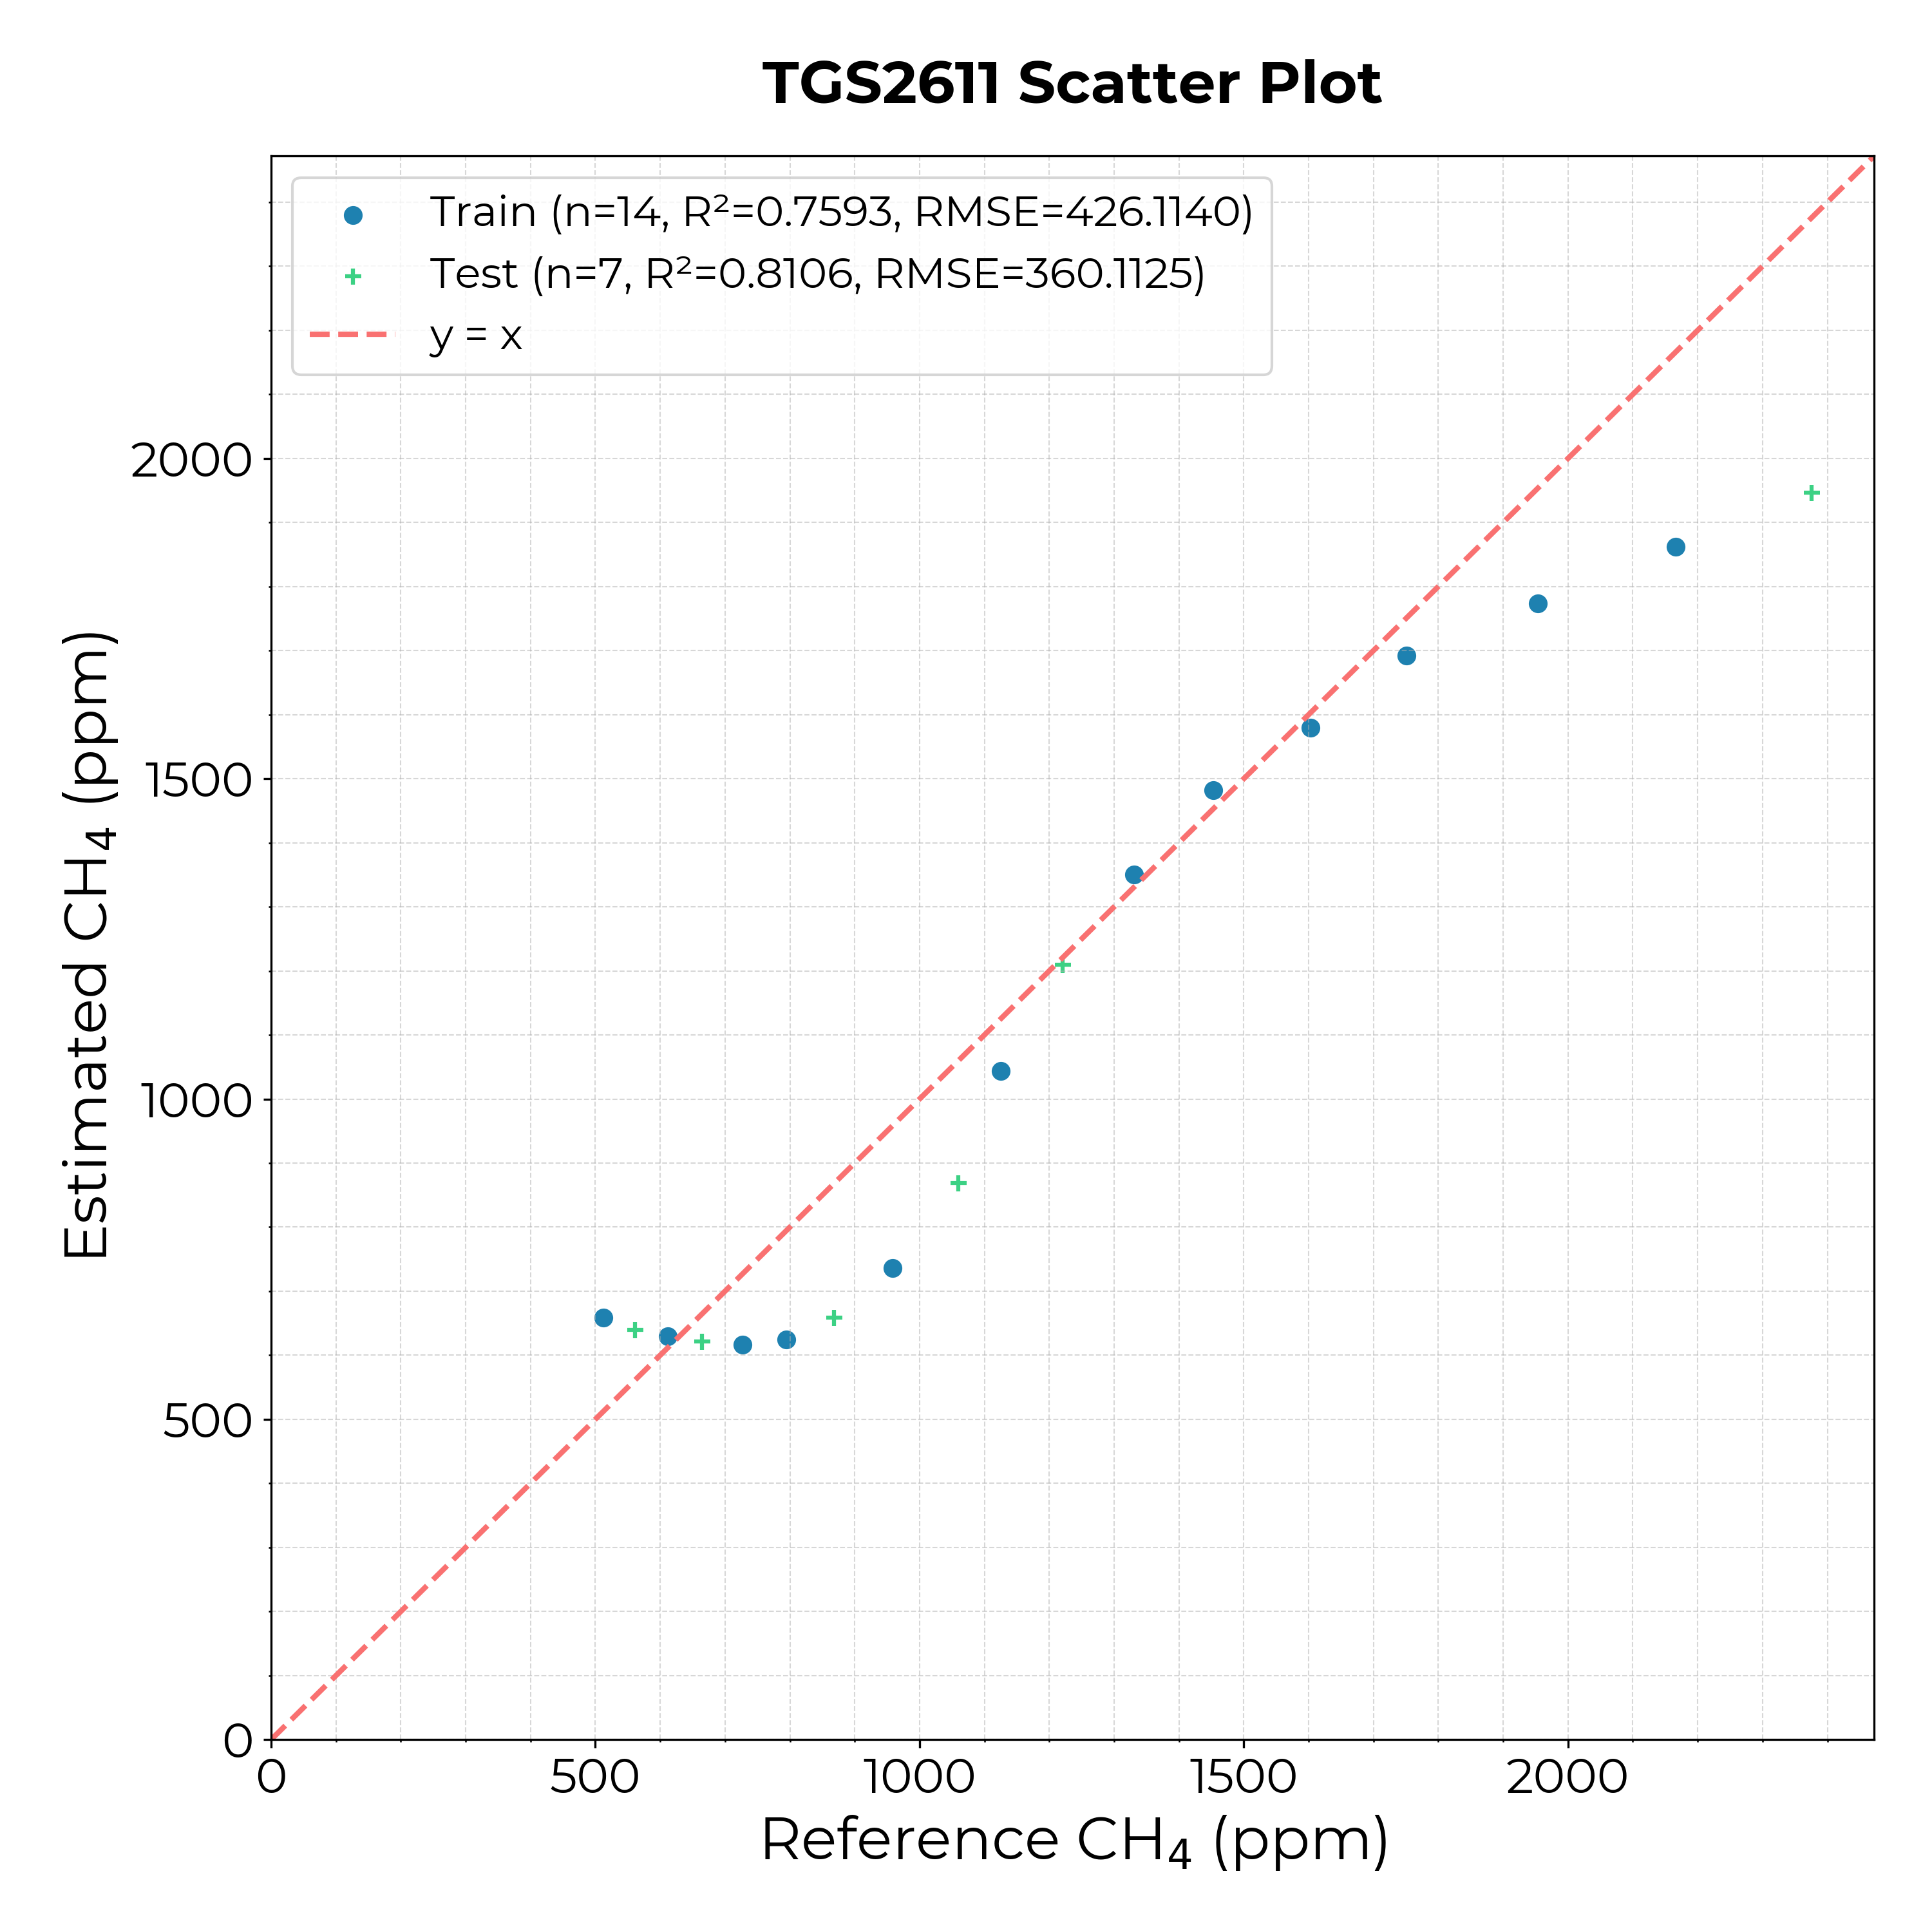 TGS2611 Scatter Plot
Train (n=14, R²=0.7593, RMSE=426.1140)
Test (n=7, R²=0.8106, RMSE=360.1125)
y = x
Estimated CH₄ (ppm)
2000
1500
1000
500
0
0 500 1000 1500 2000
Reference CH₄ (ppm)